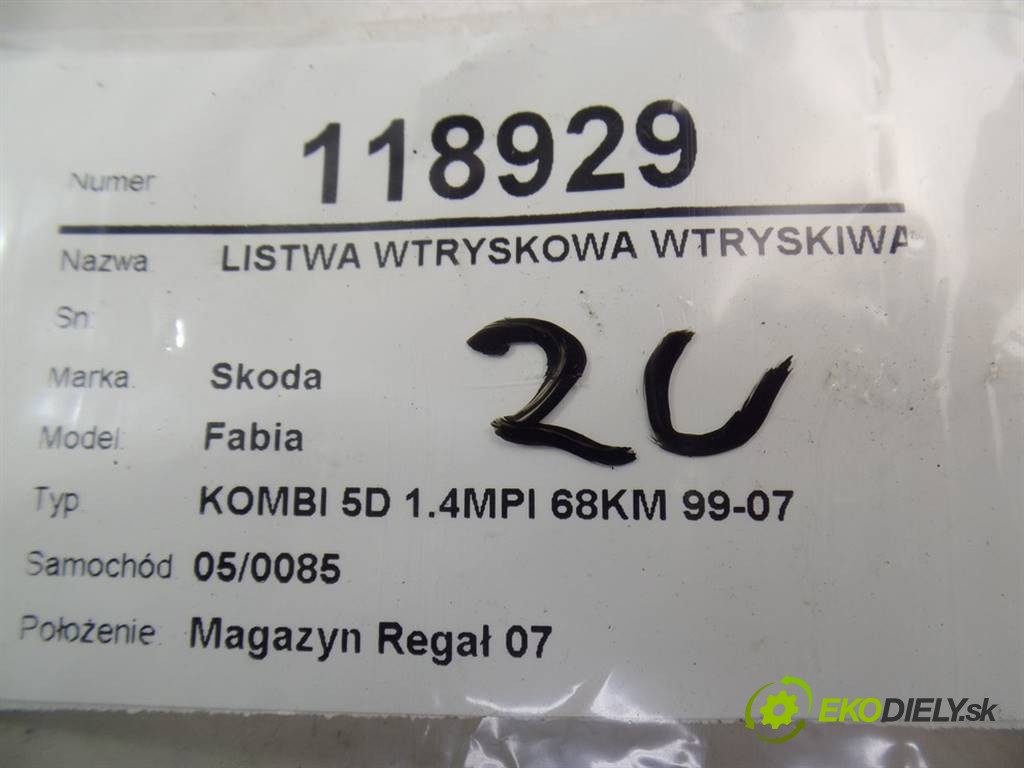 Numer 118929
Nazwa LISTWA WTRYSKOWA WTRYSKIWA
Sn:
Marka. Skoda
Model: Fabia
Typ KOMBI 5D 1.4MPI 68KM 99-07
Samochód 05/0085
Położenie. Magazyn Regał 07
EKODIELY.sk